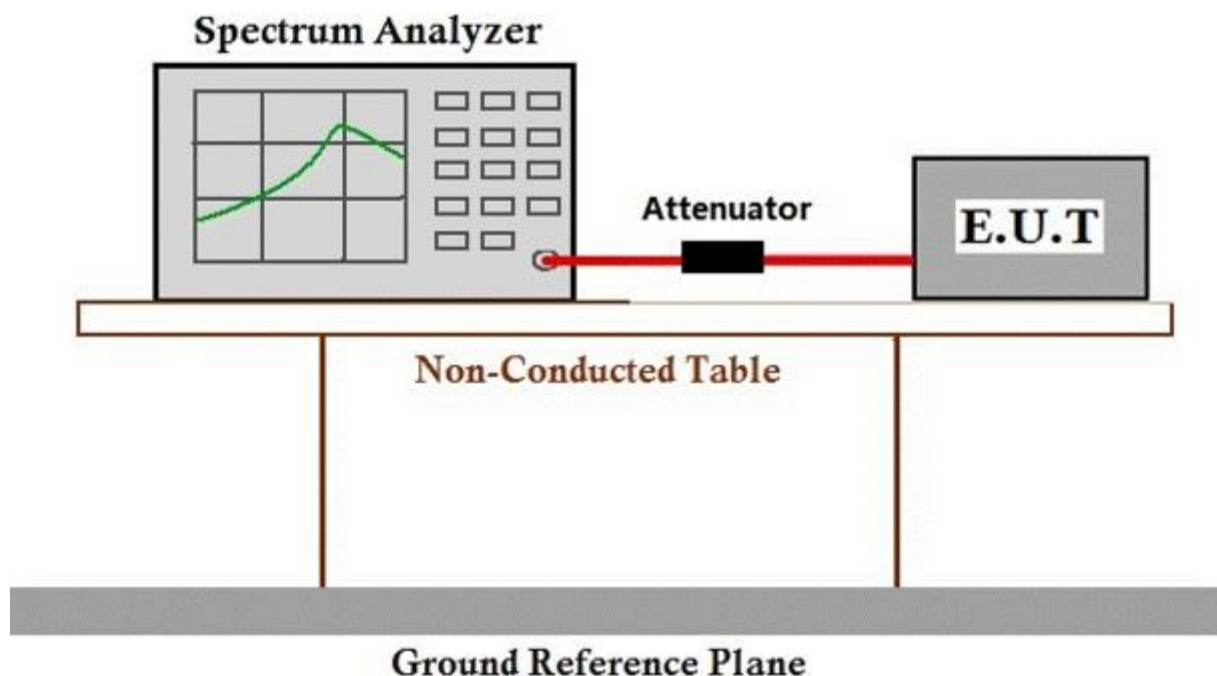 Spectrum Analyzer
Attenuator
E.U.T
Non-Conducted Table
Ground Reference Plane